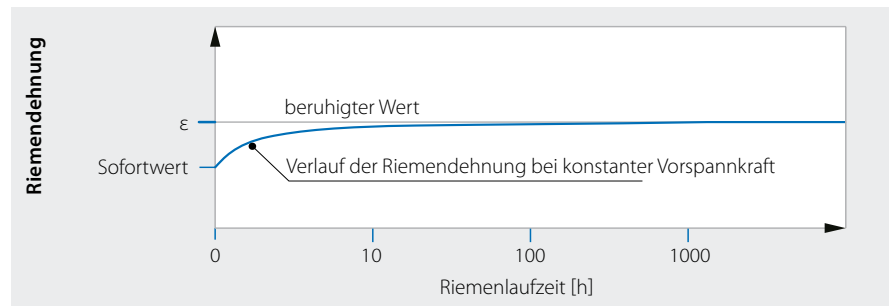 Riemendehnung
beruhigter Wert
ε
Sofortwert
Verlauf der Riemendehnung bei konstanter Vorspannkraft
0
10
100
1000
Riemenlaufzeit [h]